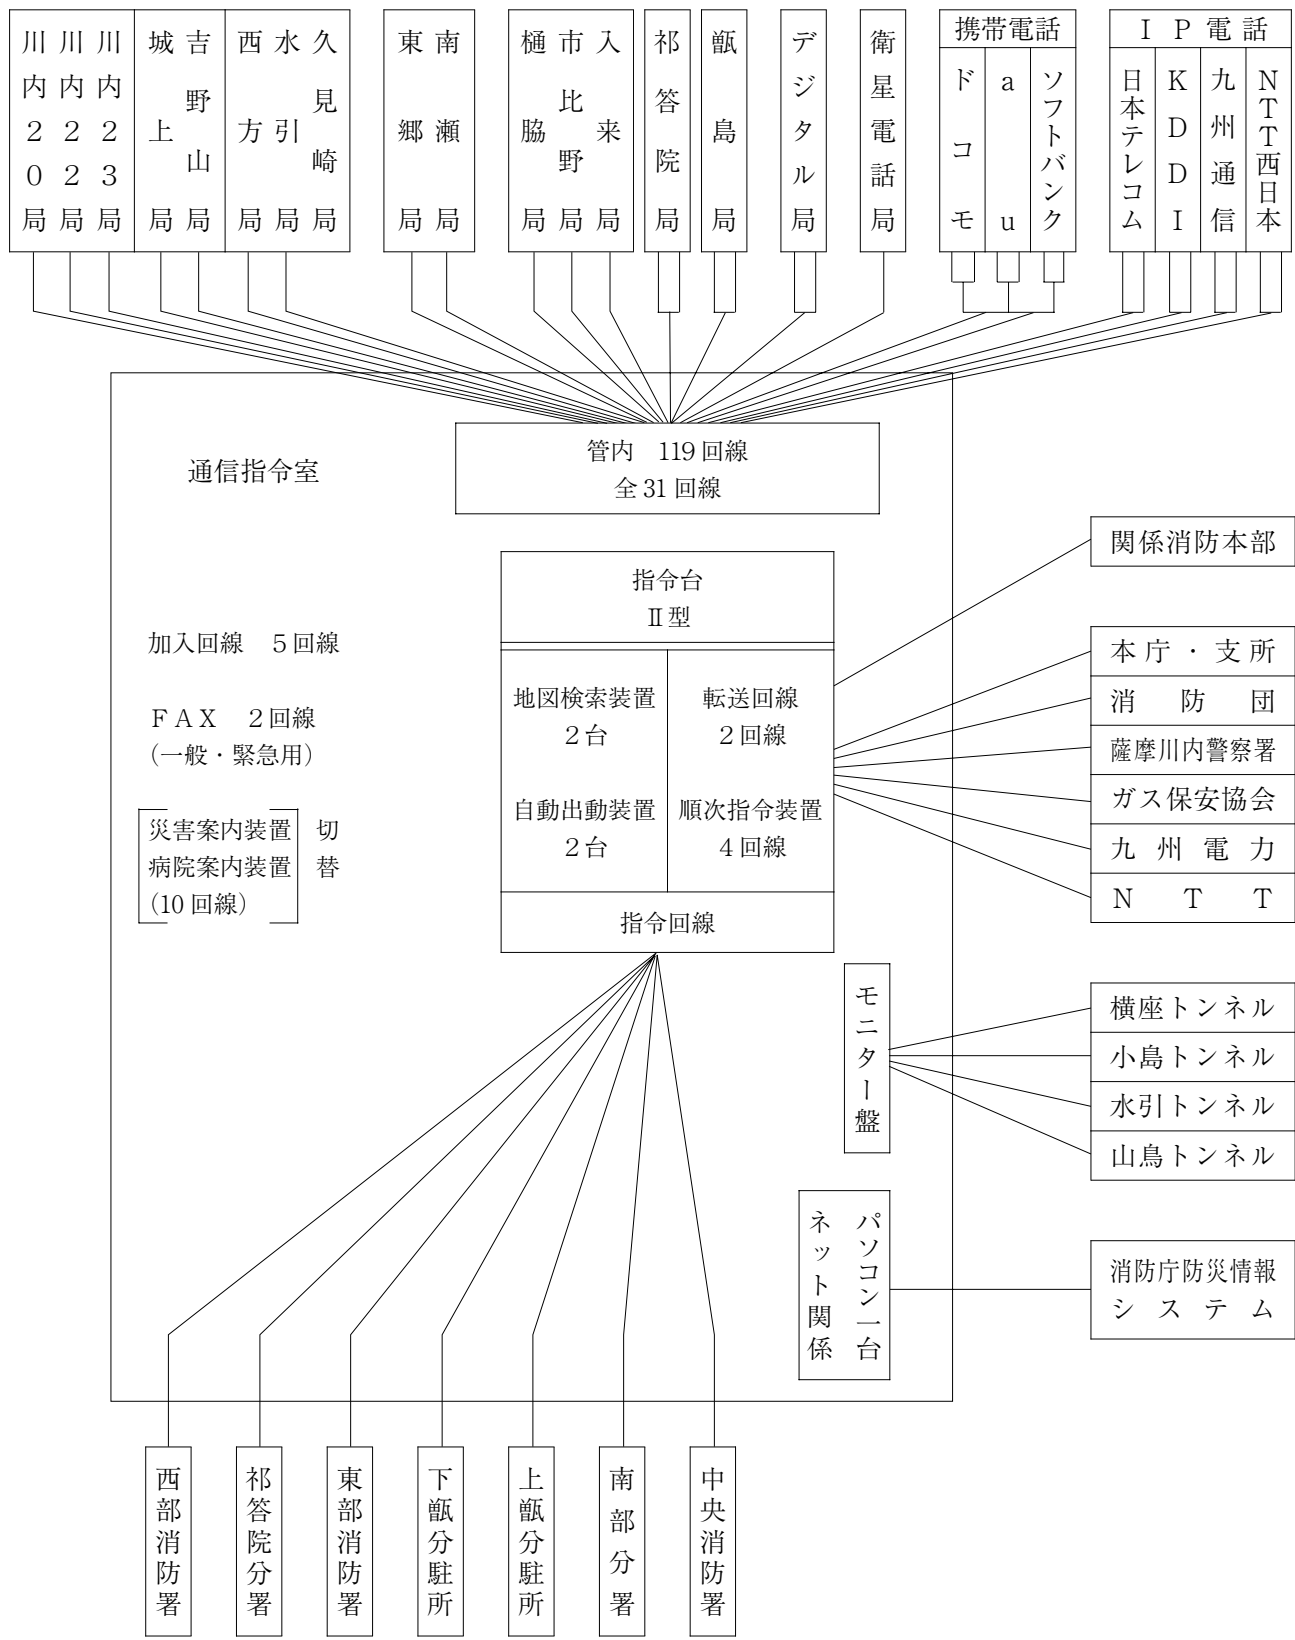 川内２０局
川内２２局
川内２３局
城上局
吉野山局
西方局
水引局
久見崎局
東郷局
南瀬局
樋脇局
市比野局
入来局
祁答院局
甑島局
デジタル局
衛星電話局
携帯電話
ドコモ
ａｕ
ソフトバンク
ＩＰ電話
日本テレコム
ＫＤＤＩ
九州通信
ＮＴＴ西日本
管内　119回線
全31回線
通信指令室
指令台
Ⅱ型
地図検索装置
２台
転送回線
２回線
自動出動装置
２台
順次指令装置
４回線
指令回線
加入回線　５回線
ＦＡＸ　２回線
（一般・緊急用）
災害案内装置
病院案内装置
（10回線）
切替
関係消防本部
本庁・支所
消防団
薩摩川内警察署
ガス保安協会
九州電力
ＮＴＴ
モニター盤
横座トンネル
小島トンネル
水引トンネル
山鳥トンネル
パソコン一台
ネット関係
消防庁防災情報
システム
西部消防署
祁答院分署
東部消防署
下甑分駐所
上甑分駐所
南部分署
中央消防署